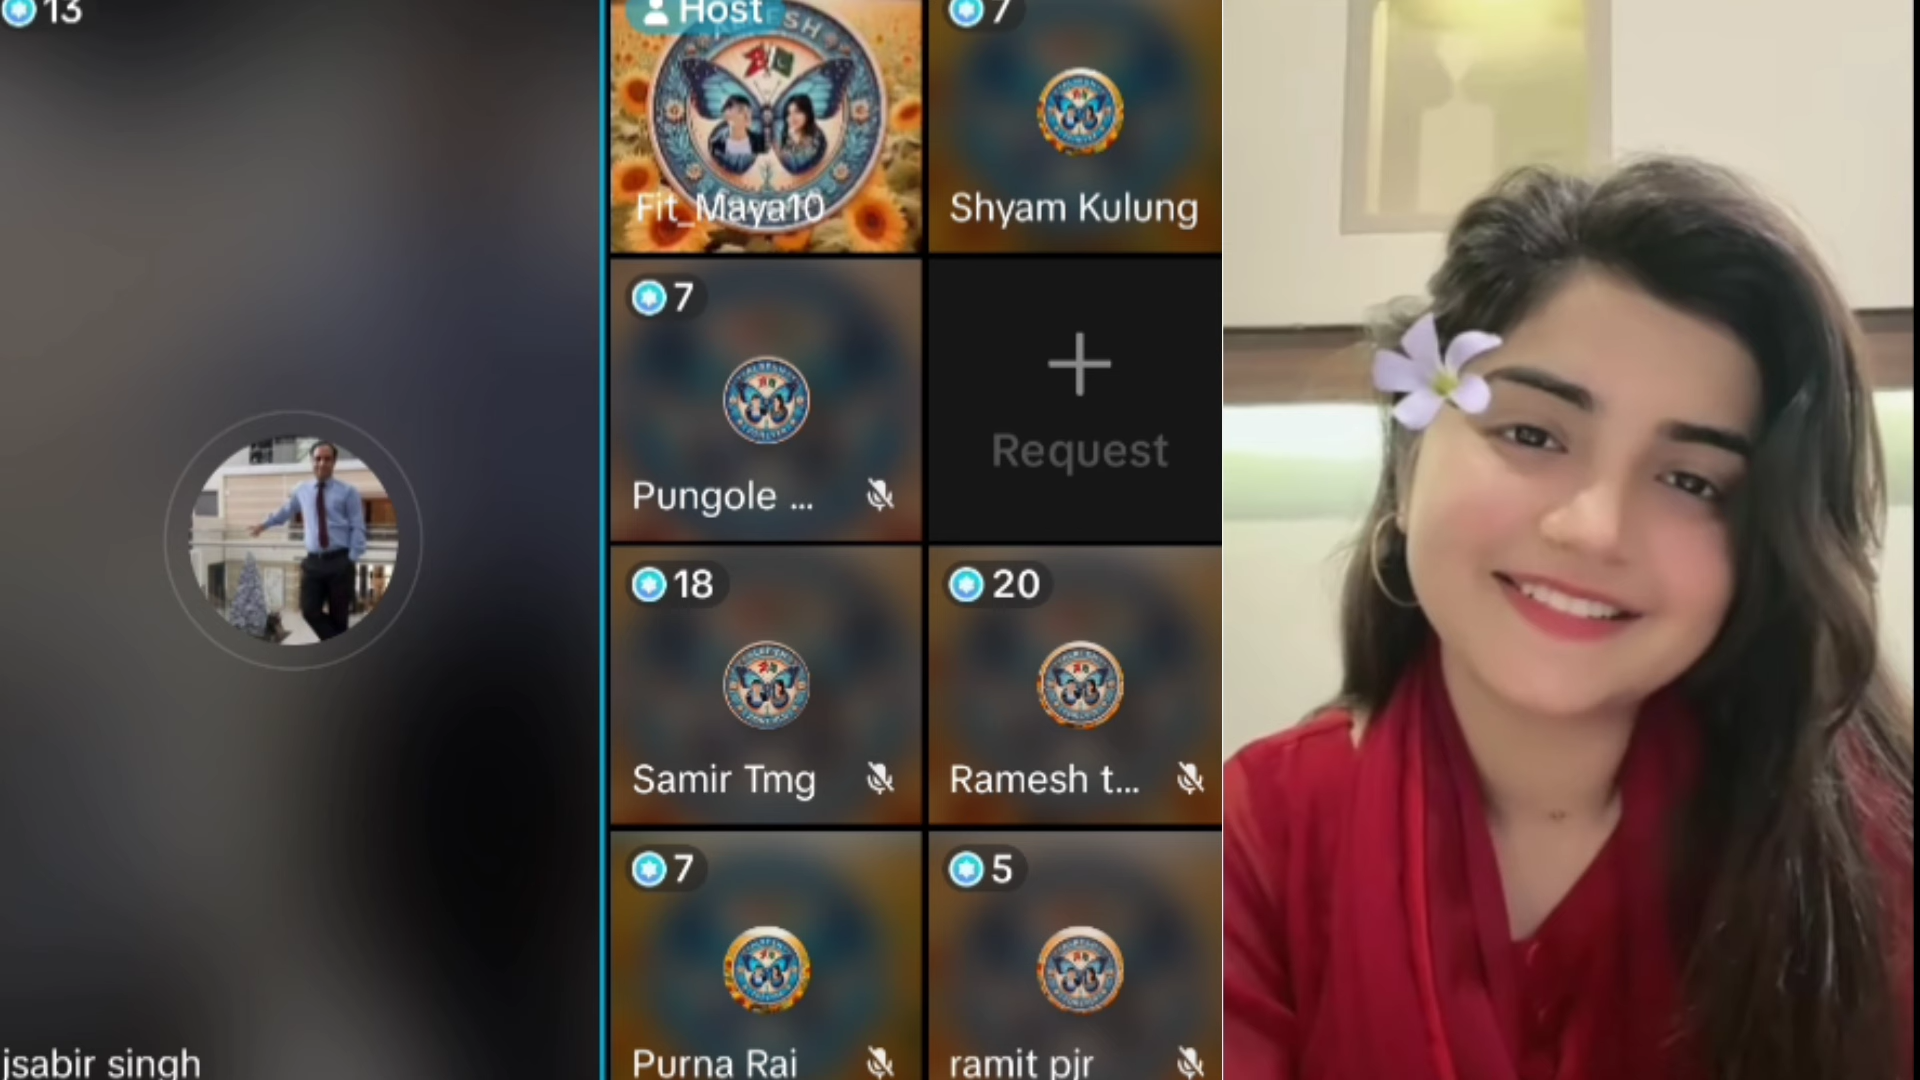 13
jsabir singh
Host
Fit_Maya10
7
Shyam Kulung
7
Pungole ...
Request
18
Samir Tmg
20
Ramesh t...
7
Purna Rai
5
ramit pjr